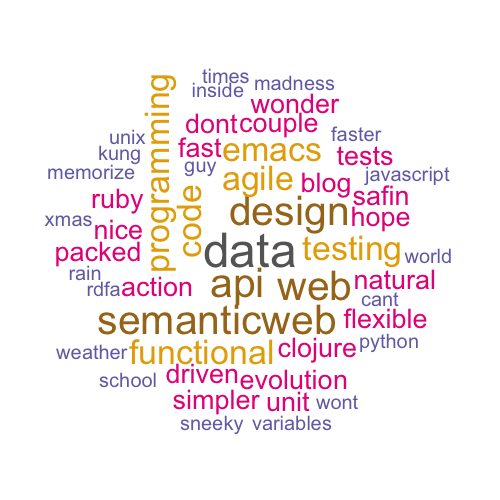 times
inside madness
wonder
programming
dont couple
unix
fast emacs faster
kung
guy
tests
memorize
agile blog
javascript
ruby
code
safin
xmas
design hope
nice
packed
data testing world
rain
rdfa action
api web natural
cant
semanticweb flexible
weather functional clojure python
school
driven evolution
simpler unit wont
sneeky variables